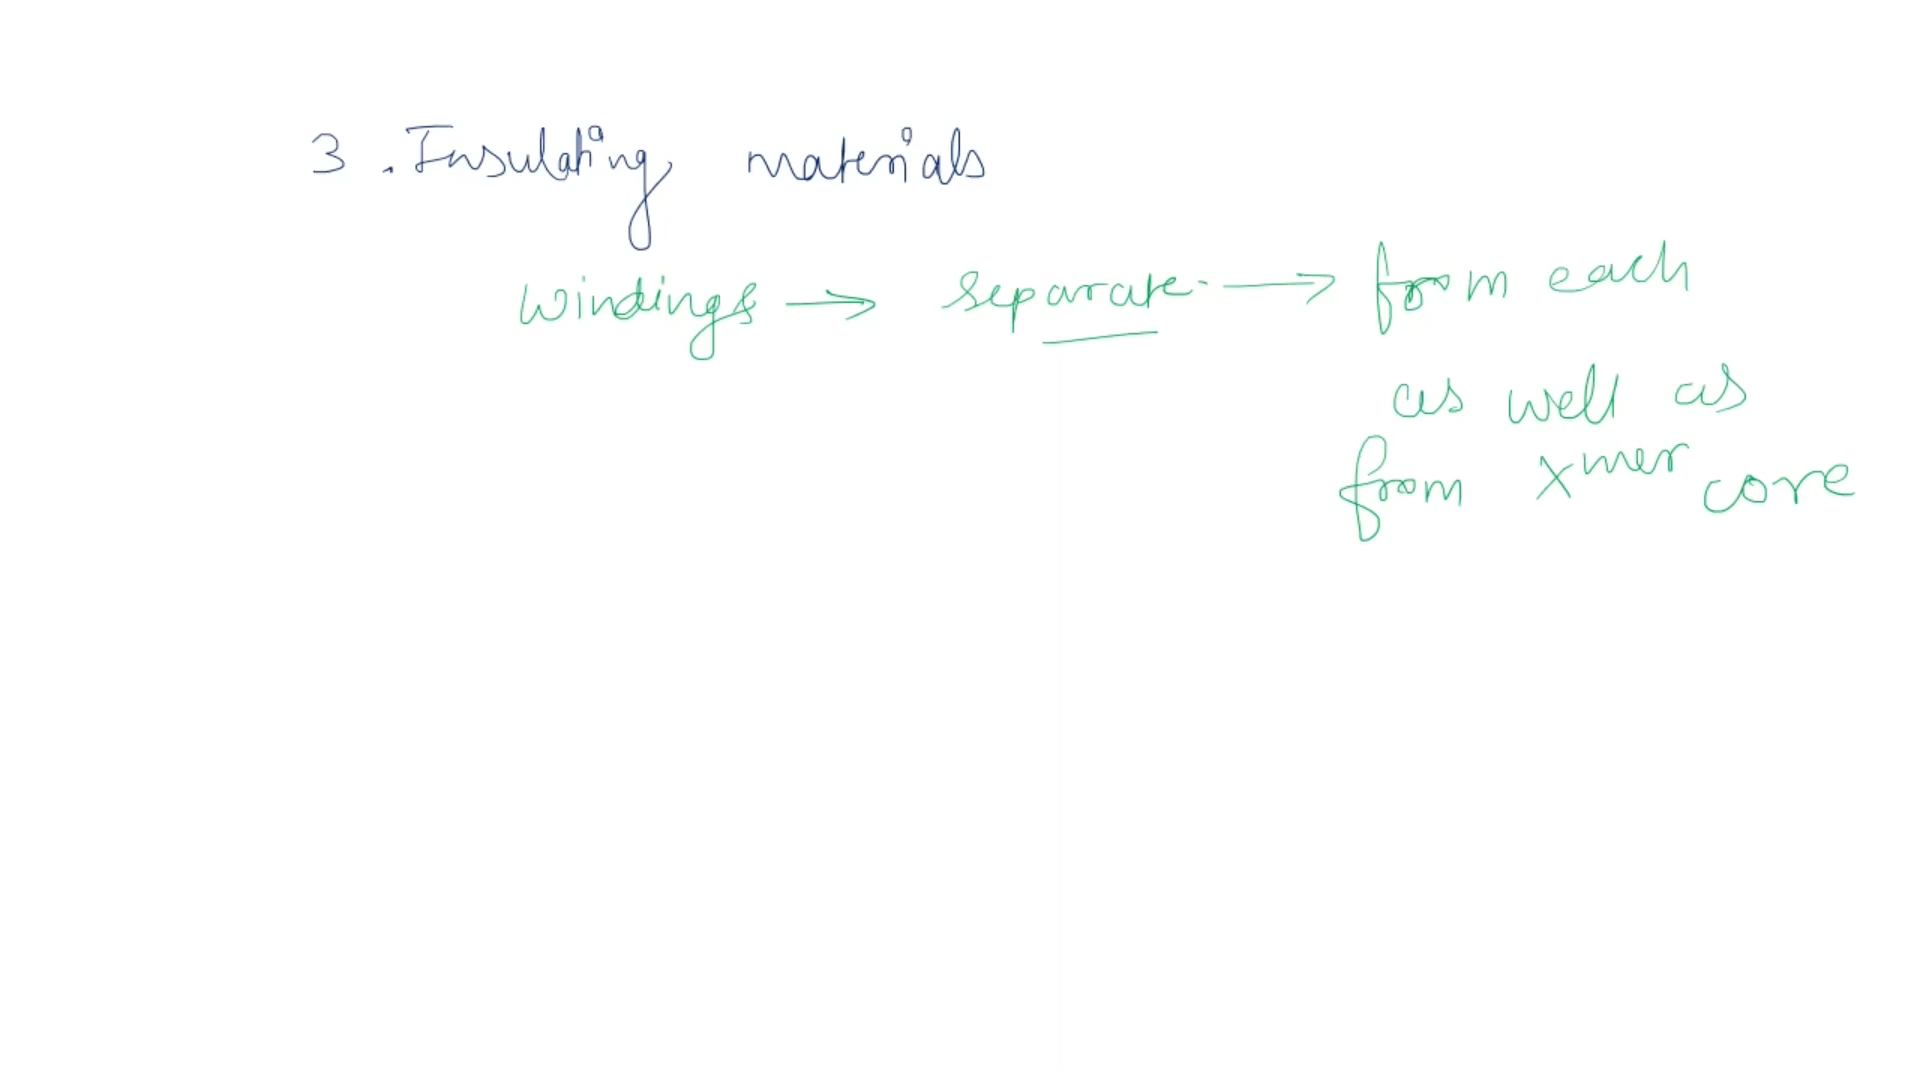 3. Insulating materials
windings → separate → from each
as well as
from xmer core